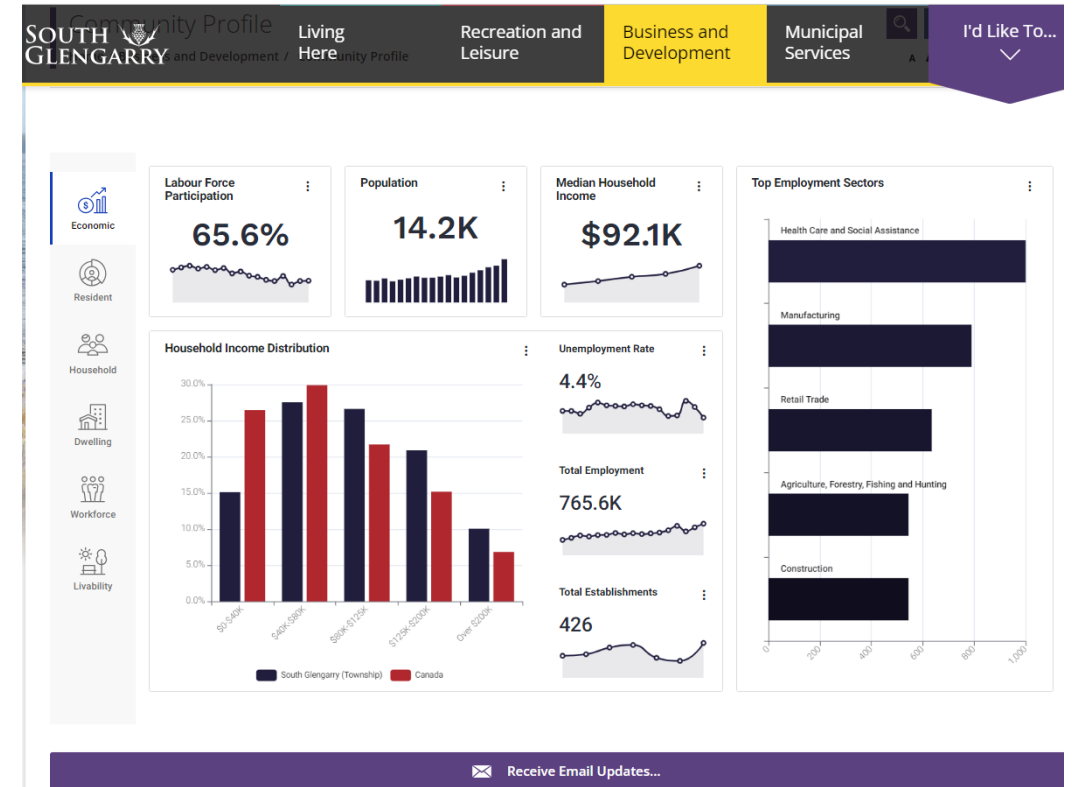 Community Profile
SOUTH
GLENGARRY
s and Development / Community Profile
Living
Here
Recreation and
Leisure
Business and
Development
Municipal
Services
A
I'd Like To...
Economic
Resident
Household
Dwelling
Workforce
Livability
Labour Force
Participation
65.6%
Population
14.2K
Median Household
Income
$92.1K
Top Employment Sectors
Health Care and Social Assistance
Manufacturing
Retail Trade
Agriculture, Forestry, Fishing and Hunting
Construction
0
200
400
600
800
1,000
Household Income Distribution
30.0%
25.0%
20.0%
15.0%
10.0%
5.0%
0.0%
$0-$40K
$40K-$80K
$80K-$125K
$125K-$200K
Over $200K
South Glengarry (Township) Canada
Unemployment Rate
4.4%
Total Employment
765.6K
Total Establishments
426
Receive Email Updates...